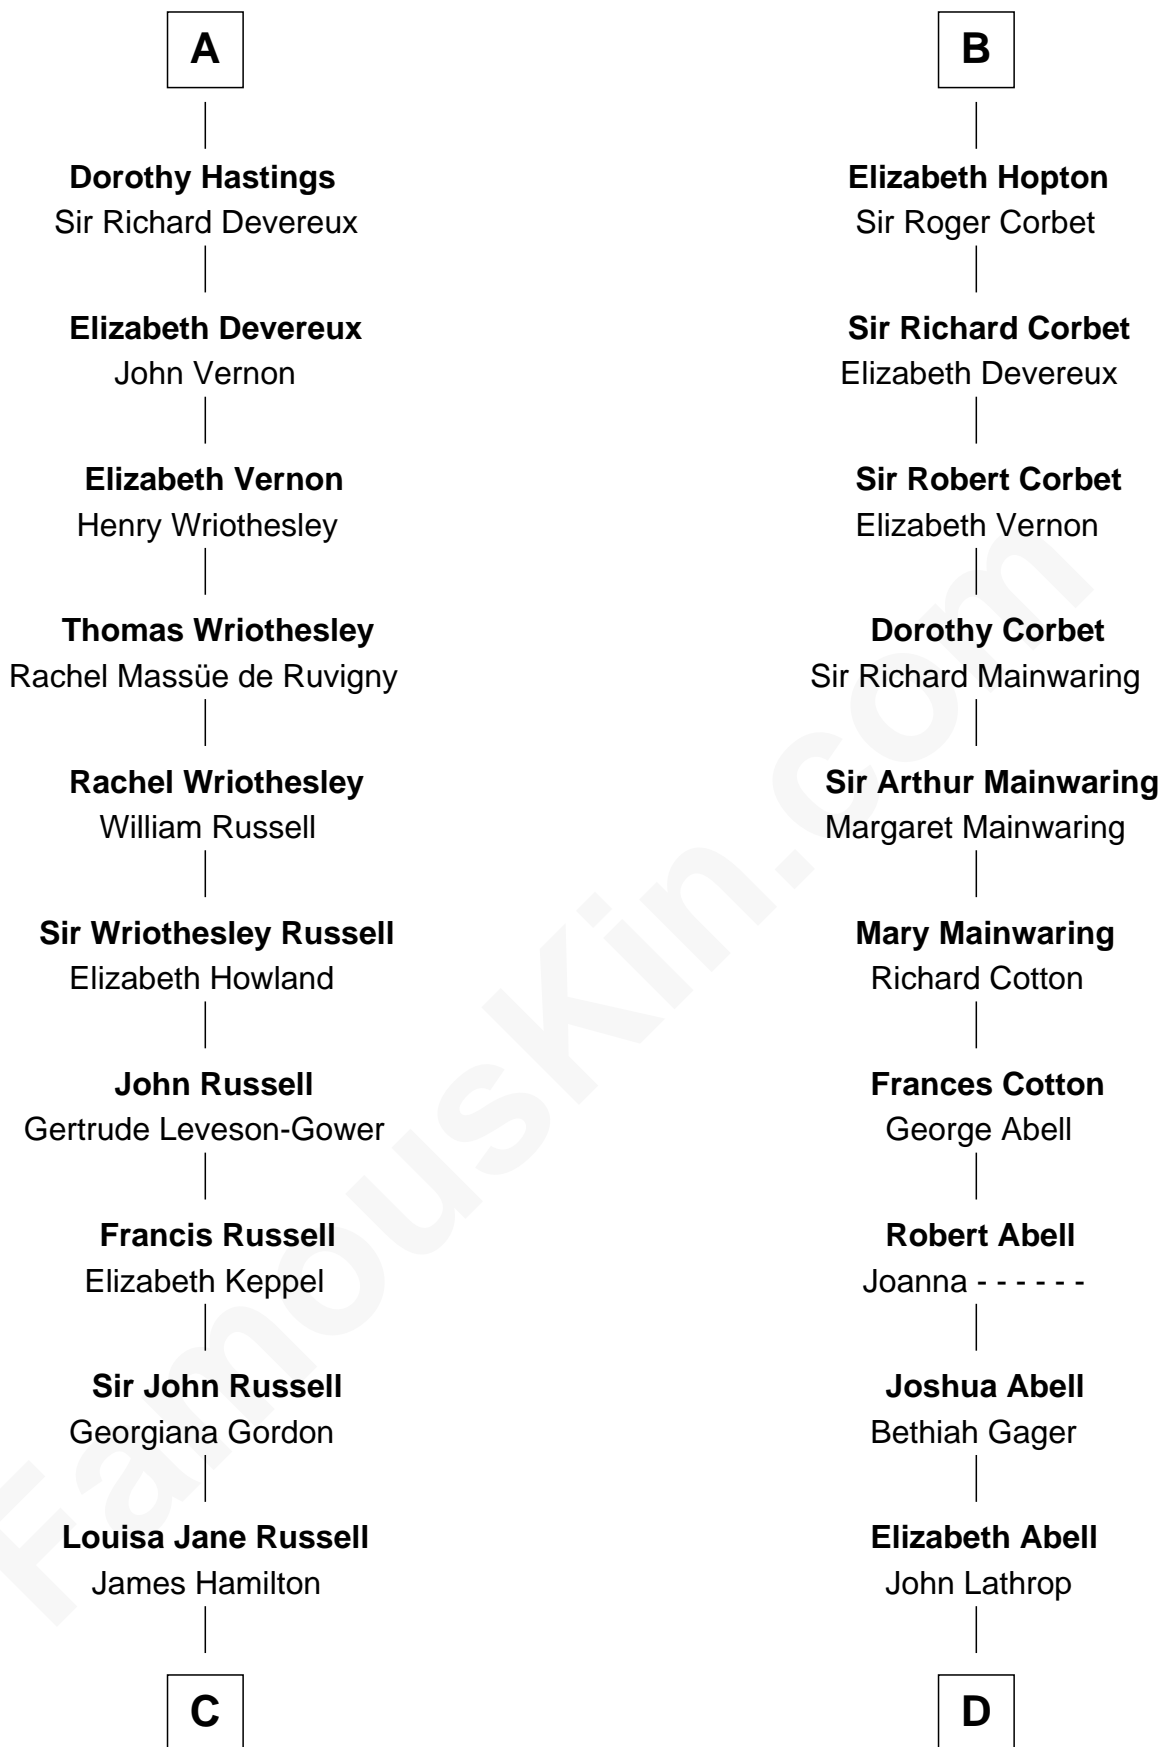 A
Dorothy Hastings
Sir Richard Devereux
Elizabeth Devereux
John Vernon
Elizabeth Vernon
Henry Wriothesley
Thomas Wriothesley
Rachel Massüe de Ruvigny
Rachel Wriothesley
William Russell
Sir Wriothesley Russell
Elizabeth Howland
John Russell
Gertrude Leveson-Gower
Francis Russell
Elizabeth Keppel
Sir John Russell
Georgiana Gordon
Louisa Jane Russell
James Hamilton
C
B
Elizabeth Hopton
Sir Roger Corbet
Sir Richard Corbet
Elizabeth Devereux
Sir Robert Corbet
Elizabeth Vernon
Dorothy Corbet
Sir Richard Mainwaring
Sir Arthur Mainwaring
Margaret Mainwaring
Mary Mainwaring
Richard Cotton
Frances Cotton
George Abell
Robert Abell
Joanna - - - - - -
Joshua Abell
Bethiah Gager
Elizabeth Abell
John Lathrop
D
FamousKin.com